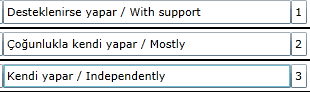 Desteklenirse yapar / With support 1
Çoğunlukla kendi yapar / Mostly 2
Kendi yapar / Independently 3